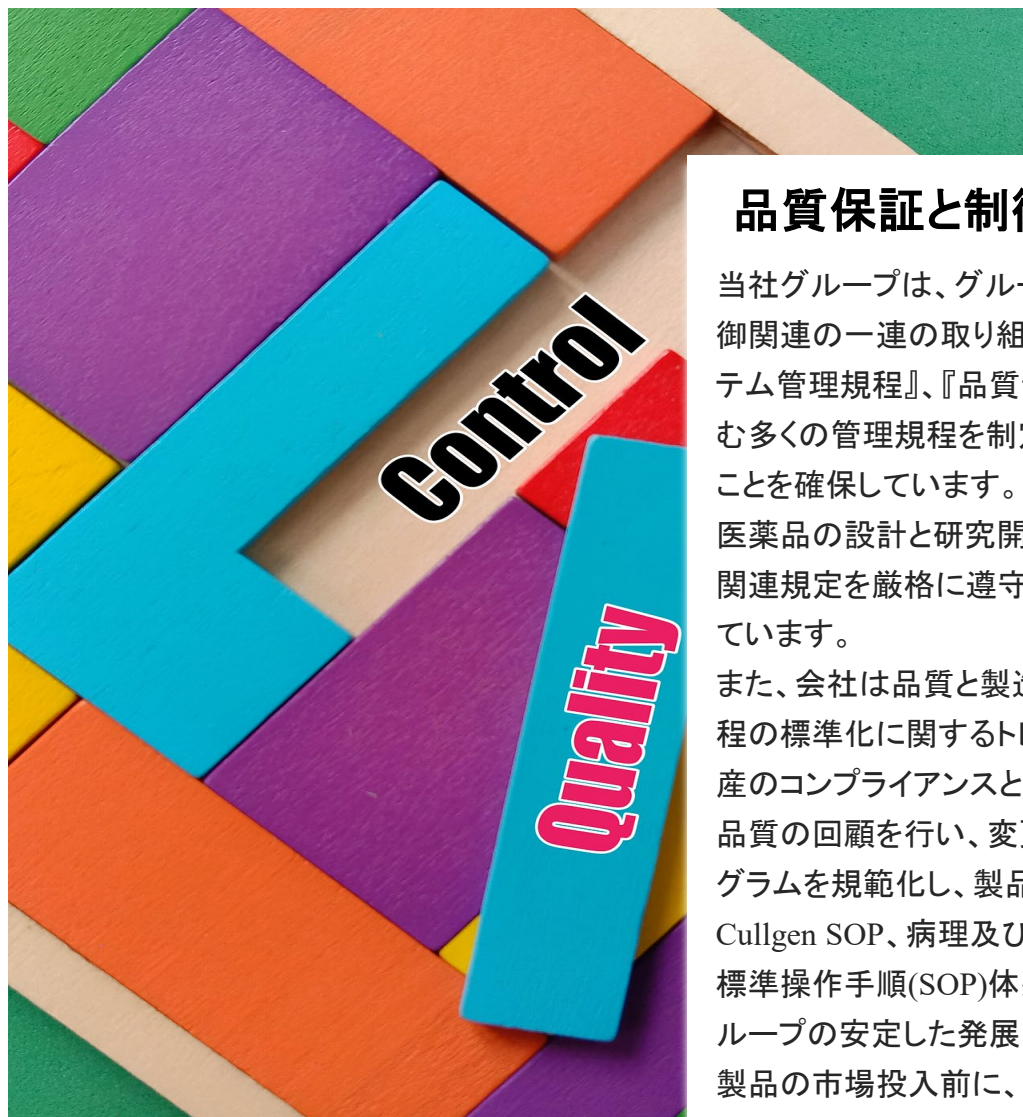 Control
Quality
品質保証と制
当社グループは、グルー
御関連の一連の取り組
テム管理規程』、『品質
む多くの管理規程を制
ことを確保しています。
医薬品の設計と研究開
関連規定を厳格に遵守
ています。
また、会社は品質と製造
程の標準化に関するト
産のコンプライアンスと
品質の回顧を行い、変
グラムを規範化し、製品
Cullgen SOP、病理及び
標準操作手順(SOP)体
ループの安定した発展
製品の市場投入前に、